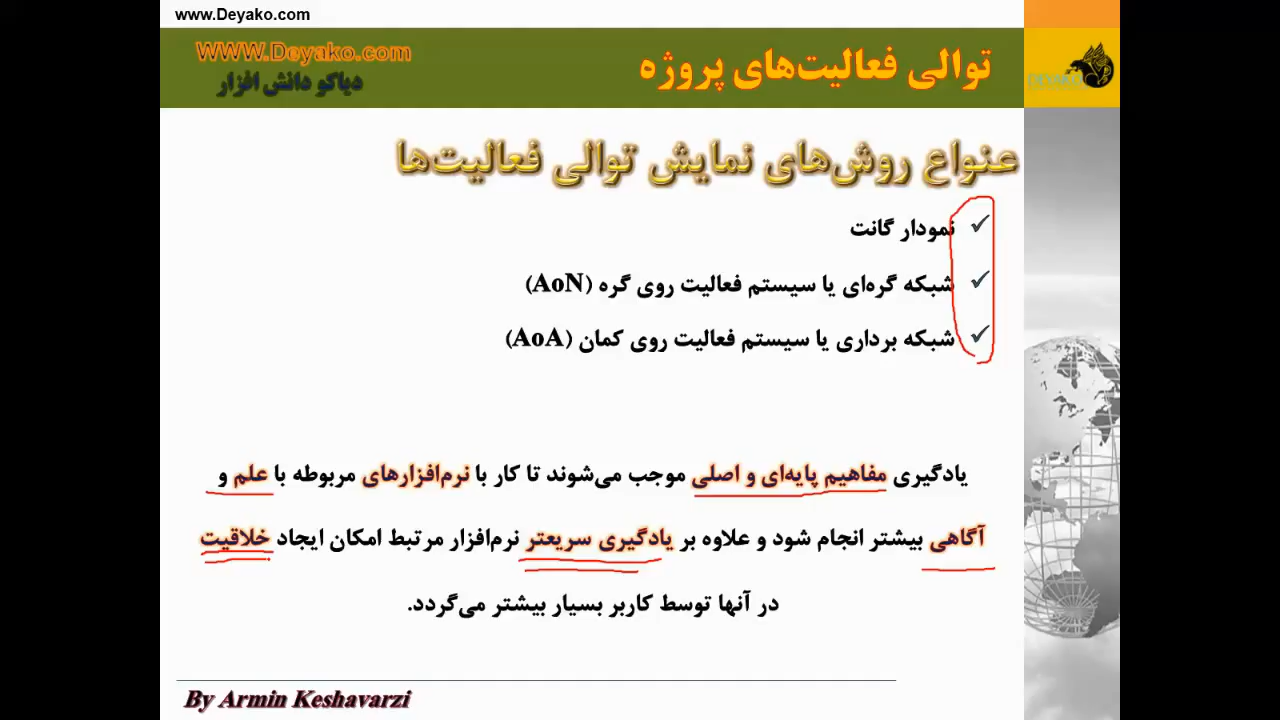 www.Deyako.com
توالی فعالیت‌های پروژه
WWW.Deyako.com
دیاکو دانش افزار
DEYAKO
عنواع روش‌های نمایش توالی فعالیت‌ها
نمودار گانت
شبکه گره‌ای یا سیستم فعالیت روی گره (AoN)
شبکه برداری یا سیستم فعالیت روی کمان (AoA)
یادگیری مفاهیم پایه‌ای و اصلی موجب می‌شوند تا کار با نرم‌افزارهای مربوطه با علم و
آگاهی بیشتر انجام شود و علاوه بر یادگیری سریعتر نرم‌افزار مرتبط امکان ایجاد خلاقیت
در آنها توسط کاربر بسیار بیشتر می‌گردد.
By Armin Keshavarzi